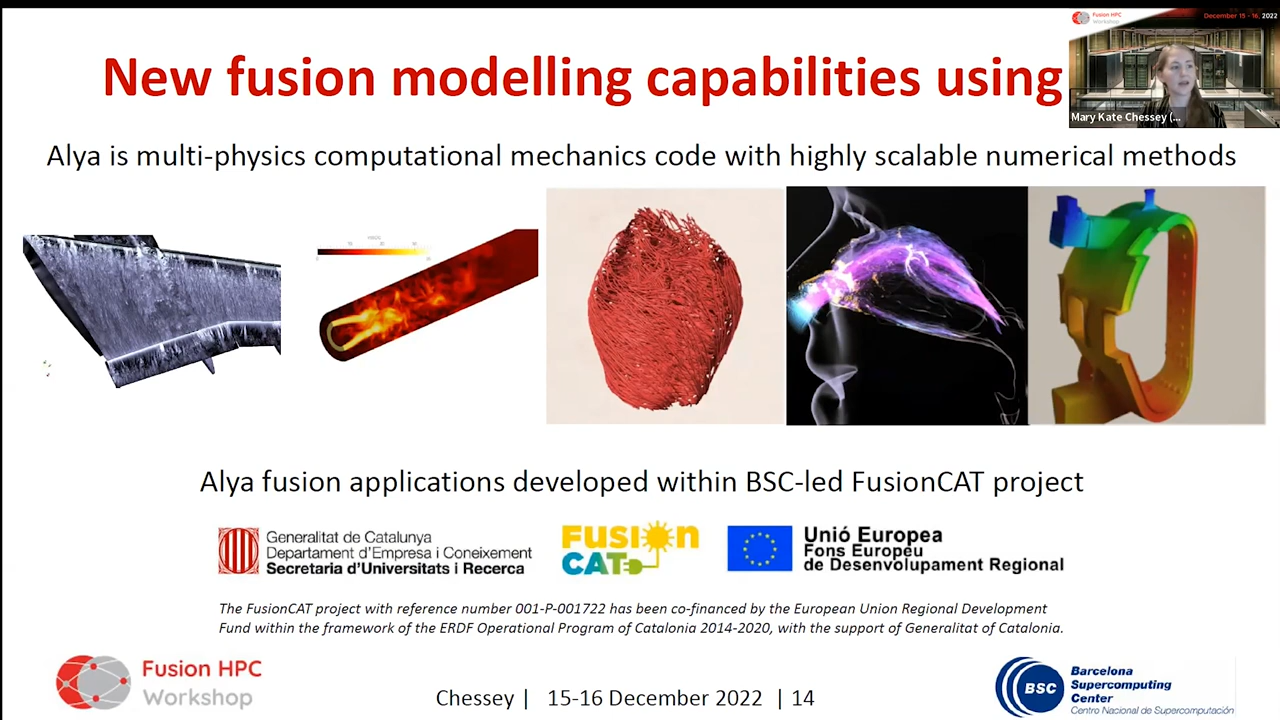 Fusion HPC
Workshop
December 15 - 16, 2022
New fusion modelling capabilities using
Mary Kate Chessey (...
Alya is multi-physics computational mechanics code with highly scalable numerical methods
Alya fusion applications developed within BSC-led FusionCAT project
Generalitat de Catalunya
Departament d'Empresa i Coneixement
Secretaria d'Universitats i Recerca
FUSION
CAT
Unió Europea
Fons Europeu
de Desenvolupament Regional
The FusionCAT project with reference number 001-P-001722 has been co-financed by the European Union Regional Development
Fund within the framework of the ERDF Operational Program of Catalonia 2014-2020, with the support of Generalitat of Catalonia.
Fusion HPC
Workshop
Chessey | 15-16 December 2022 | 14
BSC
Barcelona
Supercomputing
Center
Centro Nacional de Supercomputación